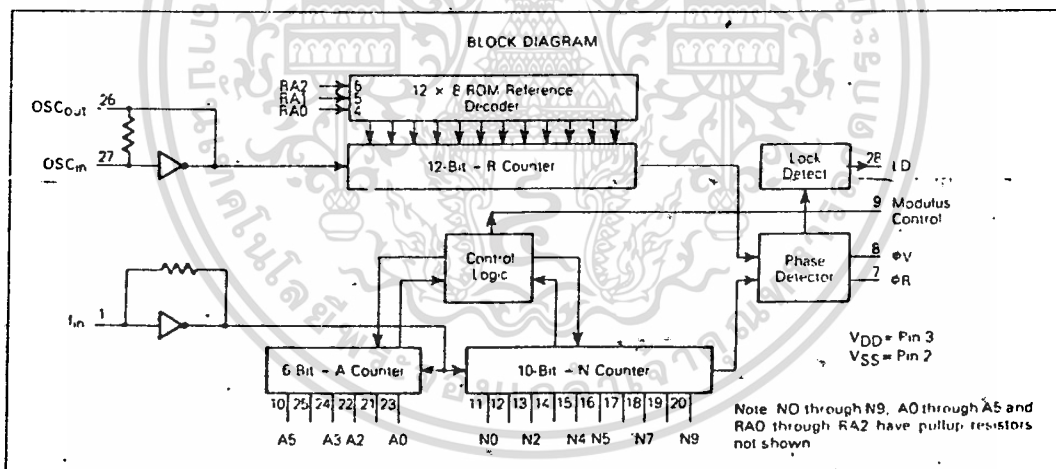 BLOCK DIAGRAM
RA2 6
RA1 5
RA0 4
12 × 8 ROM Reference
Decoder
OSCout 26
OSCin 27
12-Bit ÷ R Counter
Lock
Detect
28 LD
9 Modulus
Control
Control
Logic
Phase
Detector
8 ΦV
7 ΦR
fin 1
VDD = Pin 3
VSS = Pin 2
6 Bit ÷ A Counter
10-Bit ÷ N Counter
10 25 24 22 21 23
11 12 13 14 15 16 17 18 19 20
A5 A3 A2 A0
N0 N2 N4 N5 N7 N9
Note N0 through N9, A0 through A5 and
RA0 through RA2 have pullup resistors
not shown